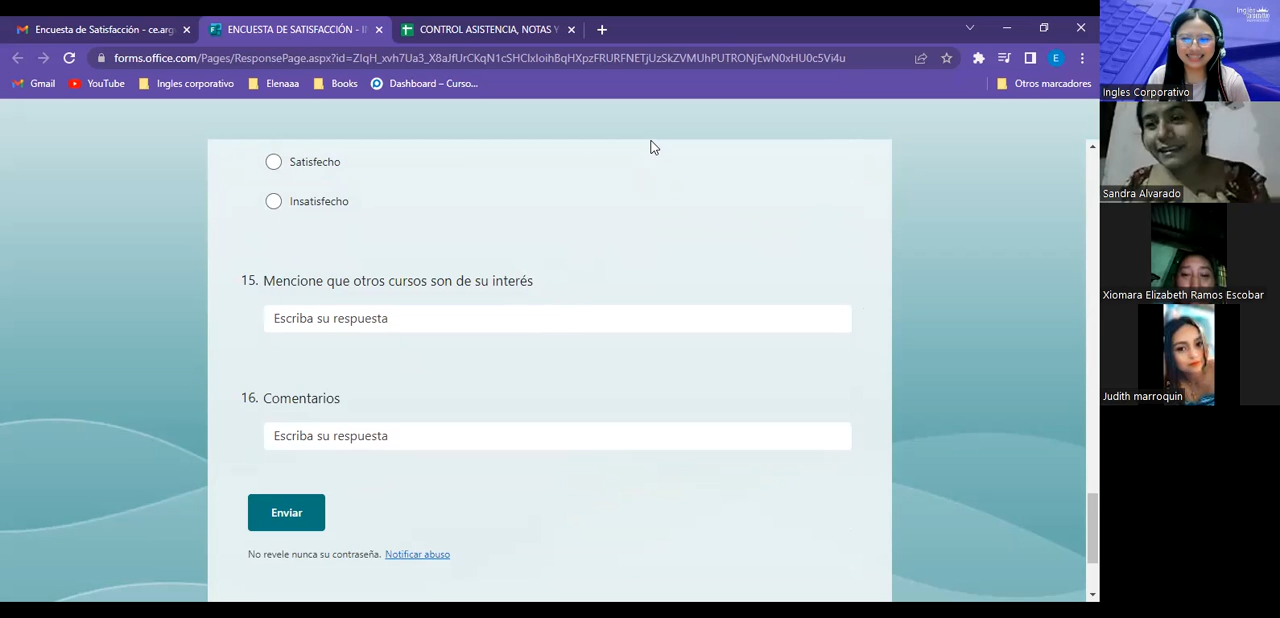 Encuesta de Satisfacción - ce.arg
ENCUESTA DE SATISFACCIÓN - I
CONTROL ASISTENCIA, NOTAS Y
forms.office.com/Pages/ResponsePage.aspx?id=
Gmail
YouTube
Ingles corporativo
Elenaaa
Books
Dashboard – Curso...
Otros marcadores
E
Satisfecho
Insatisfecho
15. Mencione que otros cursos son de su interés
Escriba su respuesta
16. Comentarios
Escriba su respuesta
Enviar
No revele nunca su contraseña. Notificar abuso
Ingles Corporativo
Sandra Alvarado
Xiomara Elizabeth Ramos Escobar
Judith marroquin